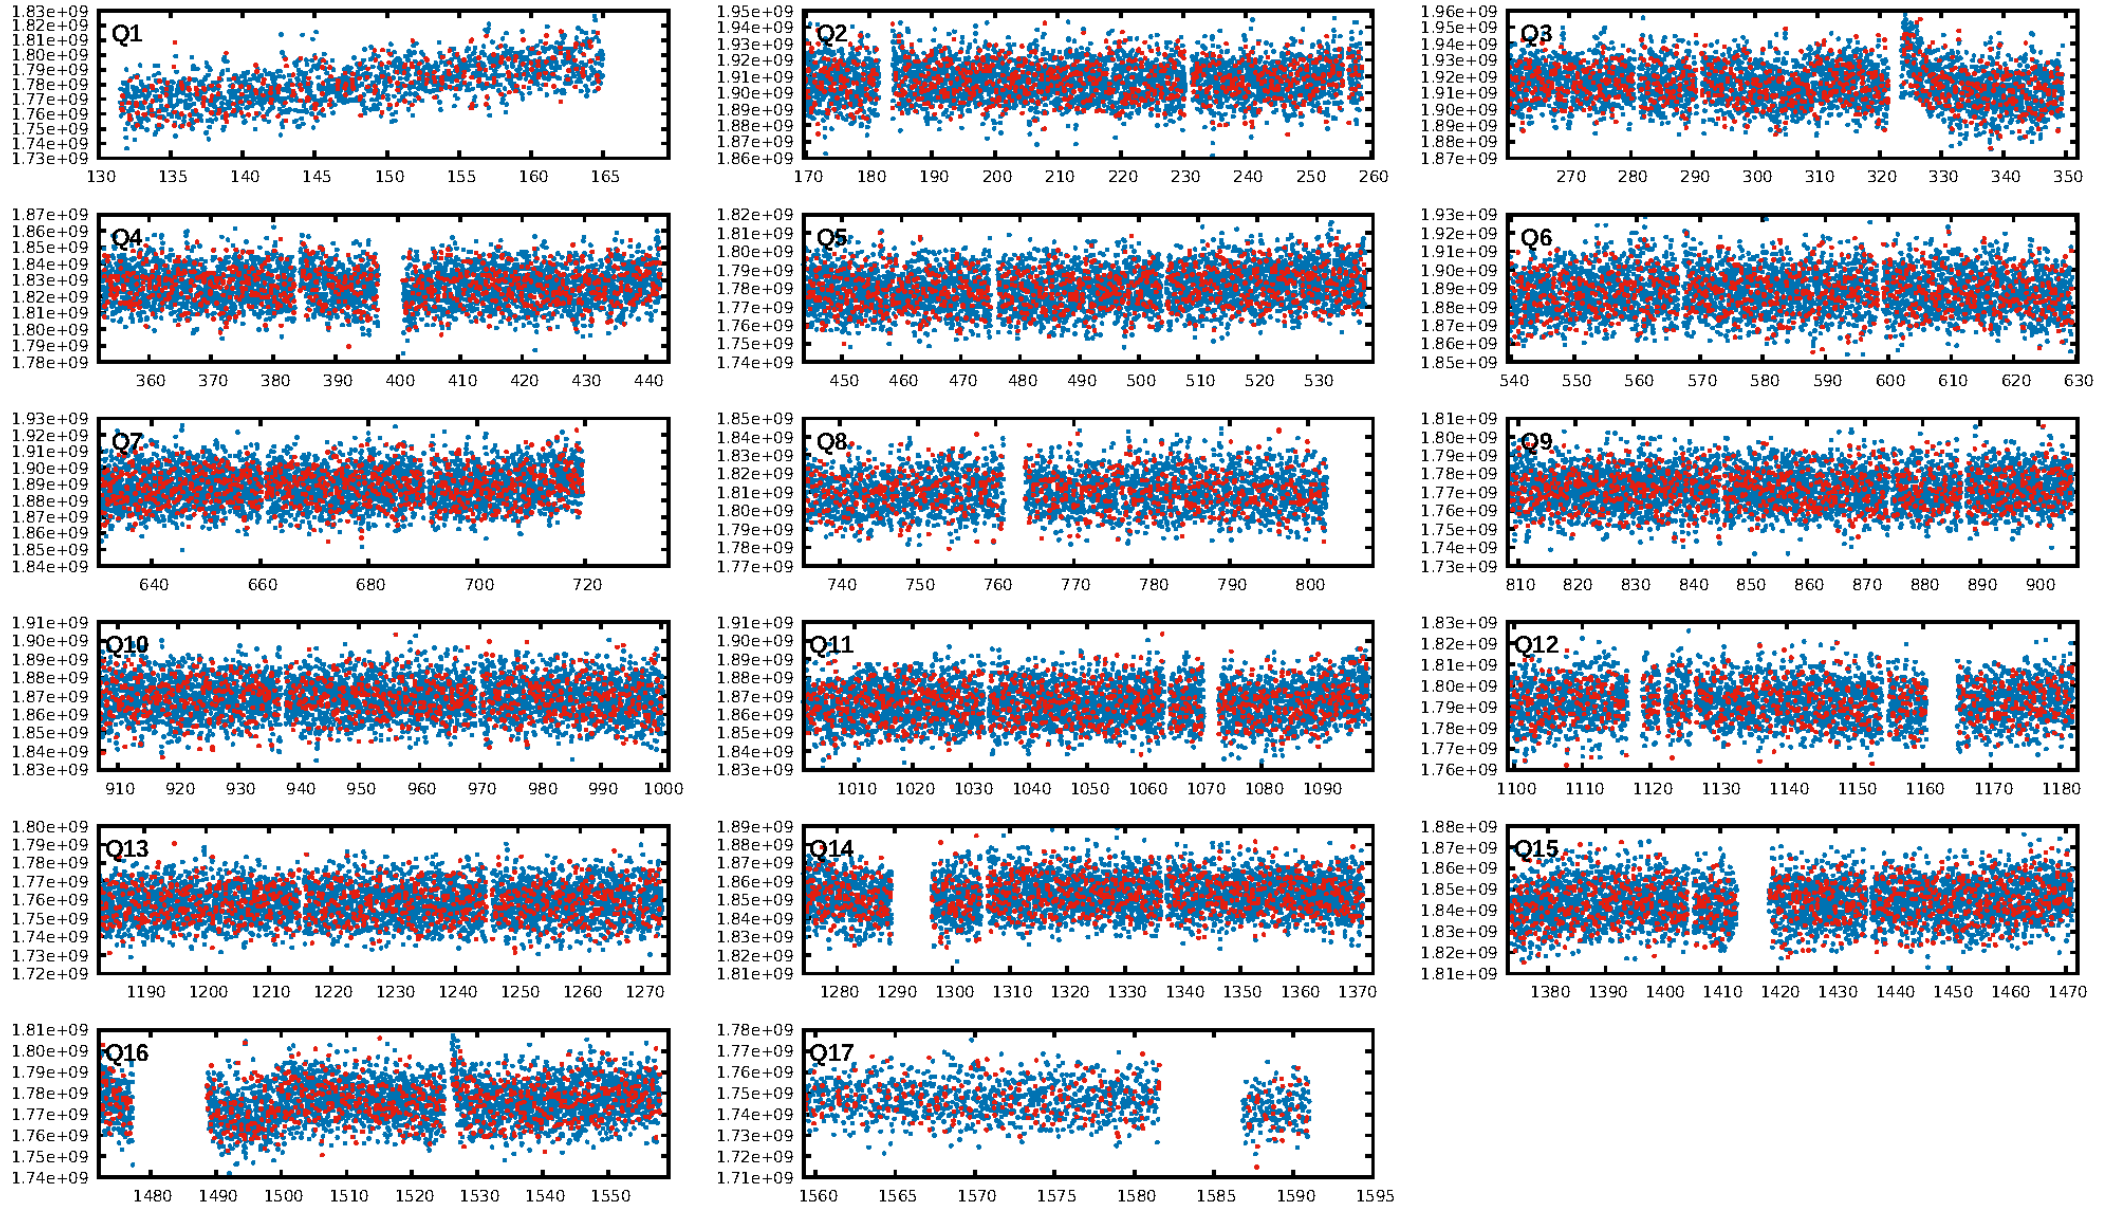 1.83e+09
1.82e+09
1.81e+09
1.80e+09
1.79e+09
1.78e+09
1.77e+09
1.76e+09
1.75e+09
1.74e+09
1.73e+09
Q1
130 135 140 145 150 155 160 165
1.95e+09
1.94e+09
1.93e+09
1.92e+09
1.91e+09
1.90e+09
1.89e+09
1.88e+09
1.87e+09
1.86e+09
Q2
170 180 190 200 210 220 230 240 250 260
1.96e+09
1.95e+09
1.94e+09
1.93e+09
1.92e+09
1.91e+09
1.90e+09
1.89e+09
1.88e+09
1.87e+09
Q3
270 280 290 300 310 320 330 340 350
1.87e+09
1.86e+09
1.85e+09
1.84e+09
1.83e+09
1.82e+09
1.81e+09
1.80e+09
1.79e+09
1.78e+09
Q4
360 370 380 390 400 410 420 430 440
1.82e+09
1.81e+09
1.80e+09
1.79e+09
1.78e+09
1.77e+09
1.76e+09
1.75e+09
1.74e+09
Q5
450 460 470 480 490 500 510 520 530
1.93e+09
1.92e+09
1.91e+09
1.90e+09
1.89e+09
1.88e+09
1.87e+09
1.86e+09
1.85e+09
Q6
540 550 560 570 580 590 600 610 620 630
1.93e+09
1.92e+09
1.91e+09
1.90e+09
1.89e+09
1.88e+09
1.87e+09
1.86e+09
1.85e+09
1.84e+09
Q7
640 660 680 700 720
1.85e+09
1.84e+09
1.83e+09
1.82e+09
1.81e+09
1.80e+09
1.79e+09
1.78e+09
1.77e+09
Q8
740 750 760 770 780 790 800
1.81e+09
1.80e+09
1.79e+09
1.78e+09
1.77e+09
1.76e+09
1.75e+09
1.74e+09
1.73e+09
Q9
810 820 830 840 850 860 870 880 890 900
1.91e+09
1.90e+09
1.89e+09
1.88e+09
1.87e+09
1.86e+09
1.85e+09
1.84e+09
1.83e+09
Q10
910 920 930 940 950 960 970 980 990 1000
1.91e+09
1.90e+09
1.89e+09
1.88e+09
1.87e+09
1.86e+09
1.85e+09
1.84e+09
1.83e+09
Q11
1010 1020 1030 1040 1050 1060 1070 1080 1090
1.83e+09
1.82e+09
1.81e+09
1.80e+09
1.79e+09
1.78e+09
1.77e+09
1.76e+09
Q12
1100 1110 1120 1130 1140 1150 1160 1170 1180
1.80e+09
1.79e+09
1.78e+09
1.77e+09
1.76e+09
1.75e+09
1.74e+09
1.73e+09
1.72e+09
Q13
1190 1200 1210 1220 1230 1240 1250 1260 1270
1.89e+09
1.88e+09
1.87e+09
1.86e+09
1.85e+09
1.84e+09
1.83e+09
1.82e+09
1.81e+09
Q14
1280 1290 1300 1310 1320 1330 1340 1350 1360 1370
1.88e+09
1.87e+09
1.86e+09
1.85e+09
1.84e+09
1.83e+09
1.82e+09
1.81e+09
Q15
1380 1390 1400 1410 1420 1430 1440 1450 1460 1470
1.81e+09
1.80e+09
1.79e+09
1.78e+09
1.77e+09
1.76e+09
1.75e+09
1.74e+09
Q16
1480 1490 1500 1510 1520 1530 1540 1550
1.78e+09
1.77e+09
1.76e+09
1.75e+09
1.74e+09
1.73e+09
1.72e+09
1.71e+09
Q17
1560 1565 1570 1575 1580 1585 1590 1595